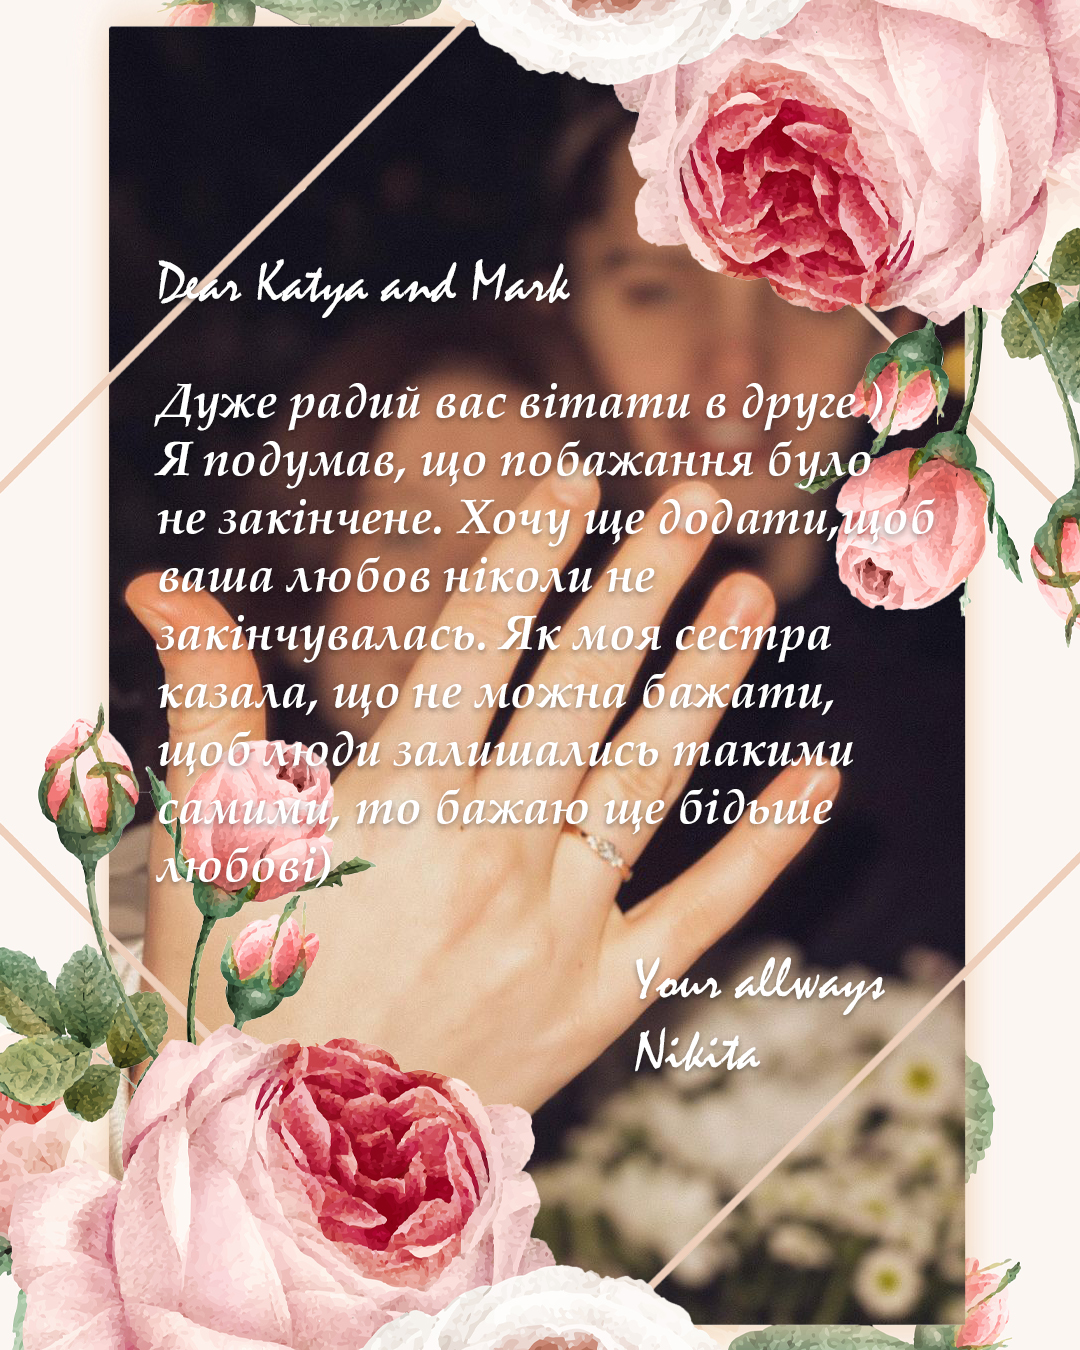 Dear Katya and Mark
Дуже радий вас вітати в друге )
Я подумав, що побажання було
не закінчене. Хочу ще додати,щоб
ваша любов ніколи не
закінчувалась. Як моя сестра
казала, що не можна бажати,
щоб люди залишались такими
самими, то бажаю ще бідьше
любові)
Your allways
Nikita